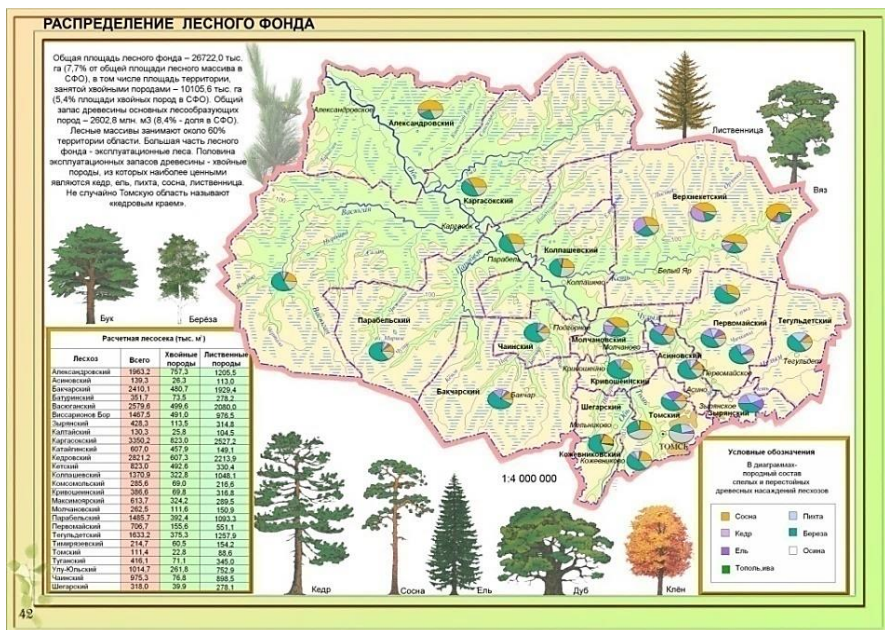 РАСПРЕДЕЛЕНИЕ ЛЕСНОГО ФОНДА
Общая площадь лесного фонда – 26722,0 тыс.
га (7,7% от общей площади лесного массива в
СФО), в том числе площадь территории,
занятой хвойными породами – 10105,6 тыс. га
(5,4% площади хвойных пород в СФО). Общий
запас древесины основных лесообразующих
пород – 2602,8 млн. м3 (8,4% - доля в СФО).
Лесные массивы занимают около 60%
территории области. Большая часть лесного
фонда - эксплуатационные леса. Половина
эксплуатационных запасов древесины - хвойные
породы, из которых наиболее ценными
являются кедр, ель, пихта, сосна, лиственница.
Не случайно Томскую область называют
«кедровым краем».
Лиственница
Вяз
Бук
Берёза
Александровское
Александровский
Каргасокский
Каргасок
Васюган
Парабель
Парабельский
Колпашевский
Колпашево
Верхнекетский
Белый Яр
Чаинский
Подгорное
Молчановский
Молчаново
Кривошеино
Кривошеинский
Бакчарский
Бакчар
Асиновский
Асино
Первомайский
Первомайское
Тегульдетский
Тегульдет
Зырянское
Зырянский
Шегарский
Мельниково
Томский
ТОМСК
Кожевниковский
Кожевниково
1:4 000 000
Расчетная лесосека (тыс. м³)
Лесхоз Всего Хвойные породы Лиственные породы
Александровский 1963,2 757,3 1205,5
Асиновский 139,3 26,3 113,0
Бакчарский 2410,1 480,7 1929,4
Батуринский 351,7 73,5 278,2
Васюганский 2579,6 499,6 2080,0
Виссарионов Бор 1467,5 491,0 976,5
Зырянский 428,3 113,5 314,8
Калтайский 130,3 25,8 104,5
Каргасокский 3350,2 823,0 2527,2
Катайгинский 607,0 457,9 149,1
Кедровский 2821,2 607,3 2213,9
Кетский 823,0 492,6 330,4
Колпашевский 1370,9 322,8 1048,1
Комсомольский 285,6 69,0 216,6
Кривошеинский 386,6 69,8 316,8
Максимоярский 613,7 324,2 289,5
Молчановский 262,5 111,6 150,9
Парабельский 1485,7 392,4 1093,3
Первомайский 706,7 155,6 551,1
Тегульдетский 1633,2 375,3 1257,9
Тимирязевский 214,7 60,5 154,2
Томский 111,4 22,8 88,6
Туганский 416,1 71,1 345,0
Улу-Юльский 1014,7 261,8 752,9
Чаинский 975,3 76,8 898,5
Шегарский 318,0 39,9 278,1
Кедр
Сосна
Ель
Дуб
Клён
Условные обозначения
В диаграммах-
породный состав
спелых и перестойных
древесных насаждений лесхозов
Сосна
Пихта
Кедр
Береза
Ель
Осина
Тополь,ива
42